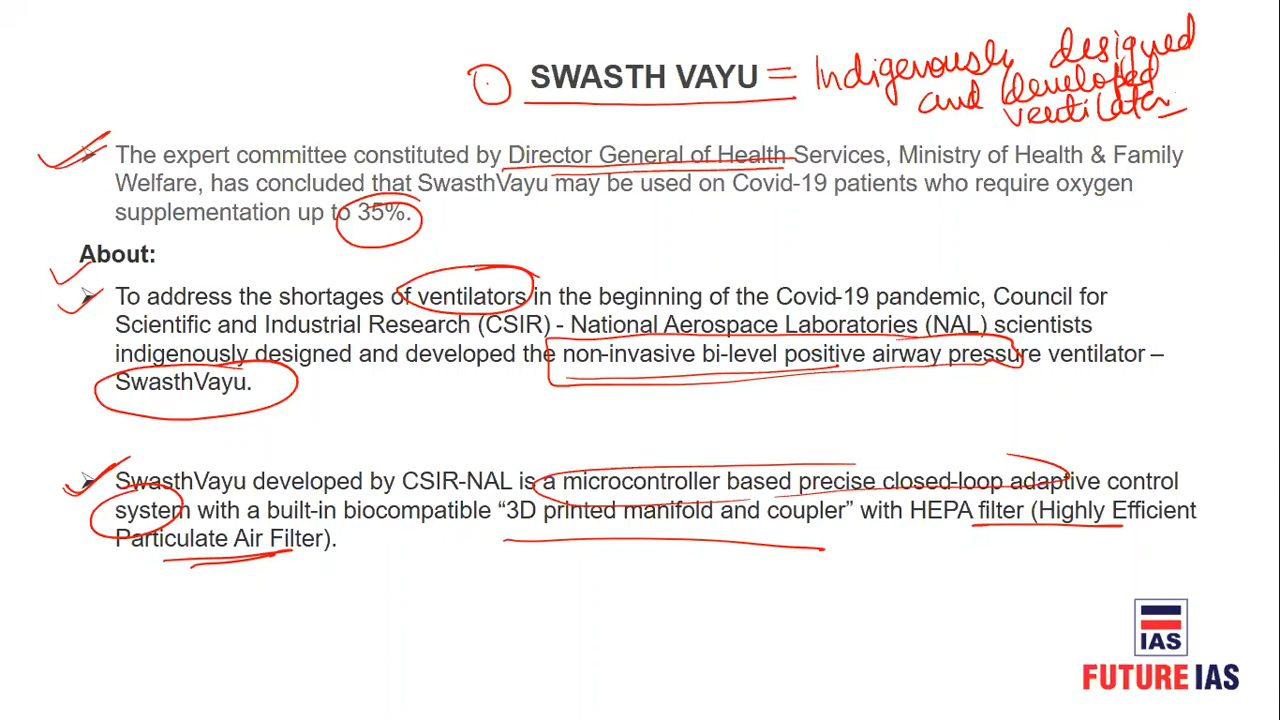 SWASTH VAYU = Indigenously designed
and developed
ventilator
The expert committee constituted by Director General of Health Services, Ministry of Health & Family
Welfare, has concluded that SwasthVayu may be used on Covid-19 patients who require oxygen
supplementation up to 35%.
About:
To address the shortages of ventilators in the beginning of the Covid-19 pandemic, Council for
Scientific and Industrial Research (CSIR) - National Aerospace Laboratories (NAL) scientists
indigenously designed and developed the non-invasive bi-level positive airway pressure ventilator –
SwasthVayu.
SwasthVayu developed by CSIR-NAL is a microcontroller based precise closed-loop adaptive control
system with a built-in biocompatible “3D printed manifold and coupler” with HEPA filter (Highly Efficient
Particulate Air Filter).
IAS
FUTURE IAS